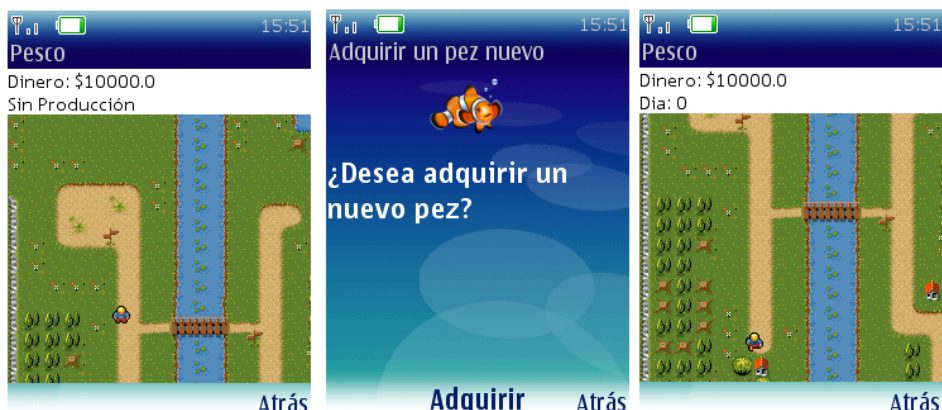 15:51
Pesco
Dinero: $10000.0
Sin Producción
Atrás
15:51
Adquirir un pez nuevo
¿Desea adquirir un
nuevo pez?
Adquirir Atrás
15:51
Pesco
Dinero: $10000.0
Dia: 0
Atrás